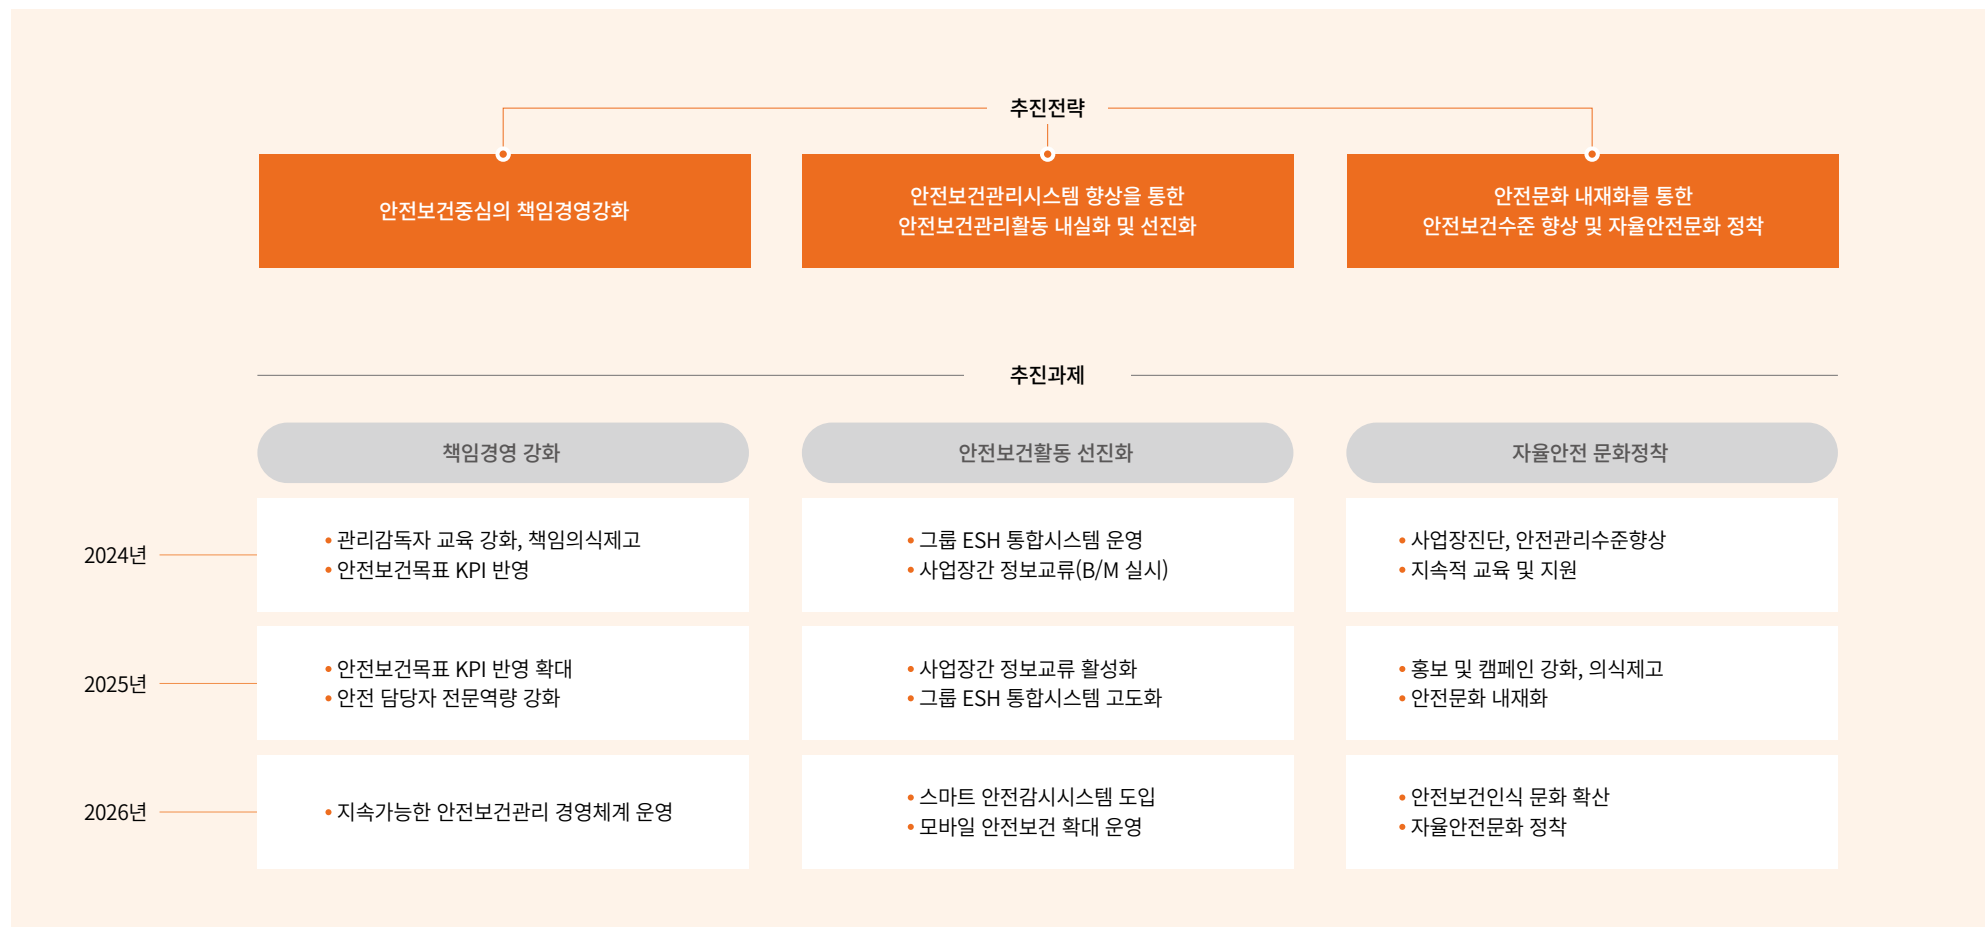 추진전략
안전보건중심의 책임경영강화
안전보건관리시스템 향상을 통한
안전보건관리활동 내실화 및 선진화
안전문화 내재화를 통한
안전보건수준 향상 및 자율안전문화 정착
추진과제
책임경영 강화
안전보건활동 선진화
자율안전 문화정착
2024년
• 관리감독자 교육 강화, 책임의식제고
• 안전보건목표 KPI 반영
• 그룹 ESH 통합시스템 운영
• 사업장간 정보교류(B/M 실시)
• 사업장진단, 안전관리수준향상
• 지속적 교육 및 지원
2025년
• 안전보건목표 KPI 반영 확대
• 안전 담당자 전문역량 강화
• 사업장간 정보교류 활성화
• 그룹 ESH 통합시스템 고도화
• 홍보 및 캠페인 강화, 의식제고
• 안전문화 내재화
2026년
• 지속가능한 안전보건관리 경영체계 운영
• 스마트 안전감시시스템 도입
• 모바일 안전보건 확대 운영
• 안전보건인식 문화 확산
• 자율안전문화 정착